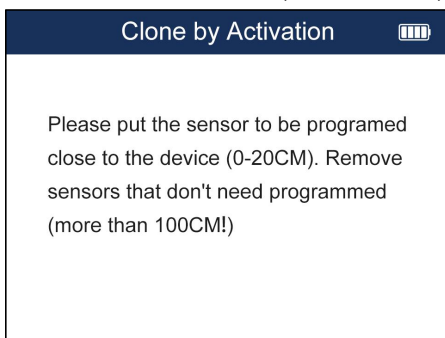 Clone by Activation
Please put the sensor to be programed
close to the device (0-20CM). Remove
sensors that don't need programmed
(more than 100CM!)